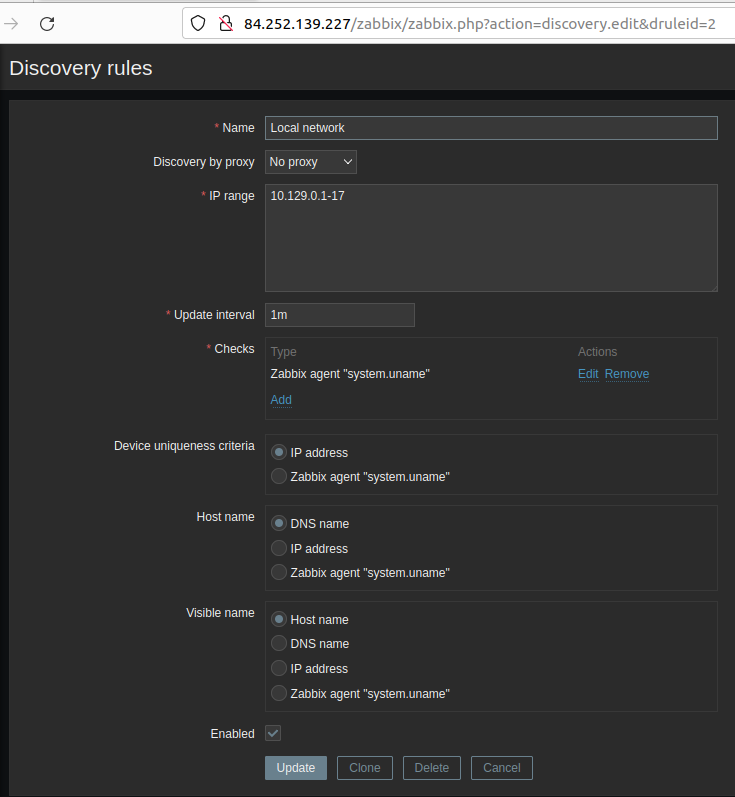 84.252.139.227/zabbix/zabbix.php?action=discovery.edit&druleid=2
Discovery rules
* Name Local network
Discovery by proxy No proxy
* IP range 10.129.0.1-17
* Update interval 1m
* Checks Type Actions
Zabbix agent "system.uname" Edit Remove
Add
Device uniqueness criteria IP address
Zabbix agent "system.uname"
Host name DNS name
IP address
Zabbix agent "system.uname"
Visible name Host name
DNS name
IP address
Zabbix agent "system.uname"
Enabled
Update Clone Delete Cancel